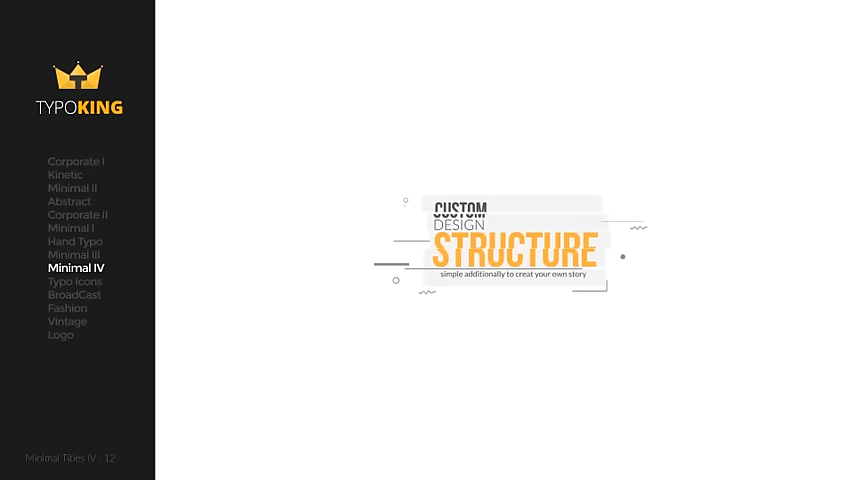 TYPOKING
Corporate I
Kinetic
Minimal II
Abstract
Corporate II
Minimal I
Hand Typo
Minimal III
Minimal IV
Typo Icons
BroadCast
Fashion
Vintage
Logo
Minimal Titles IV - 12
CUSTOM
DESIGN
STRUCTURE
simple additionally to creat your own story